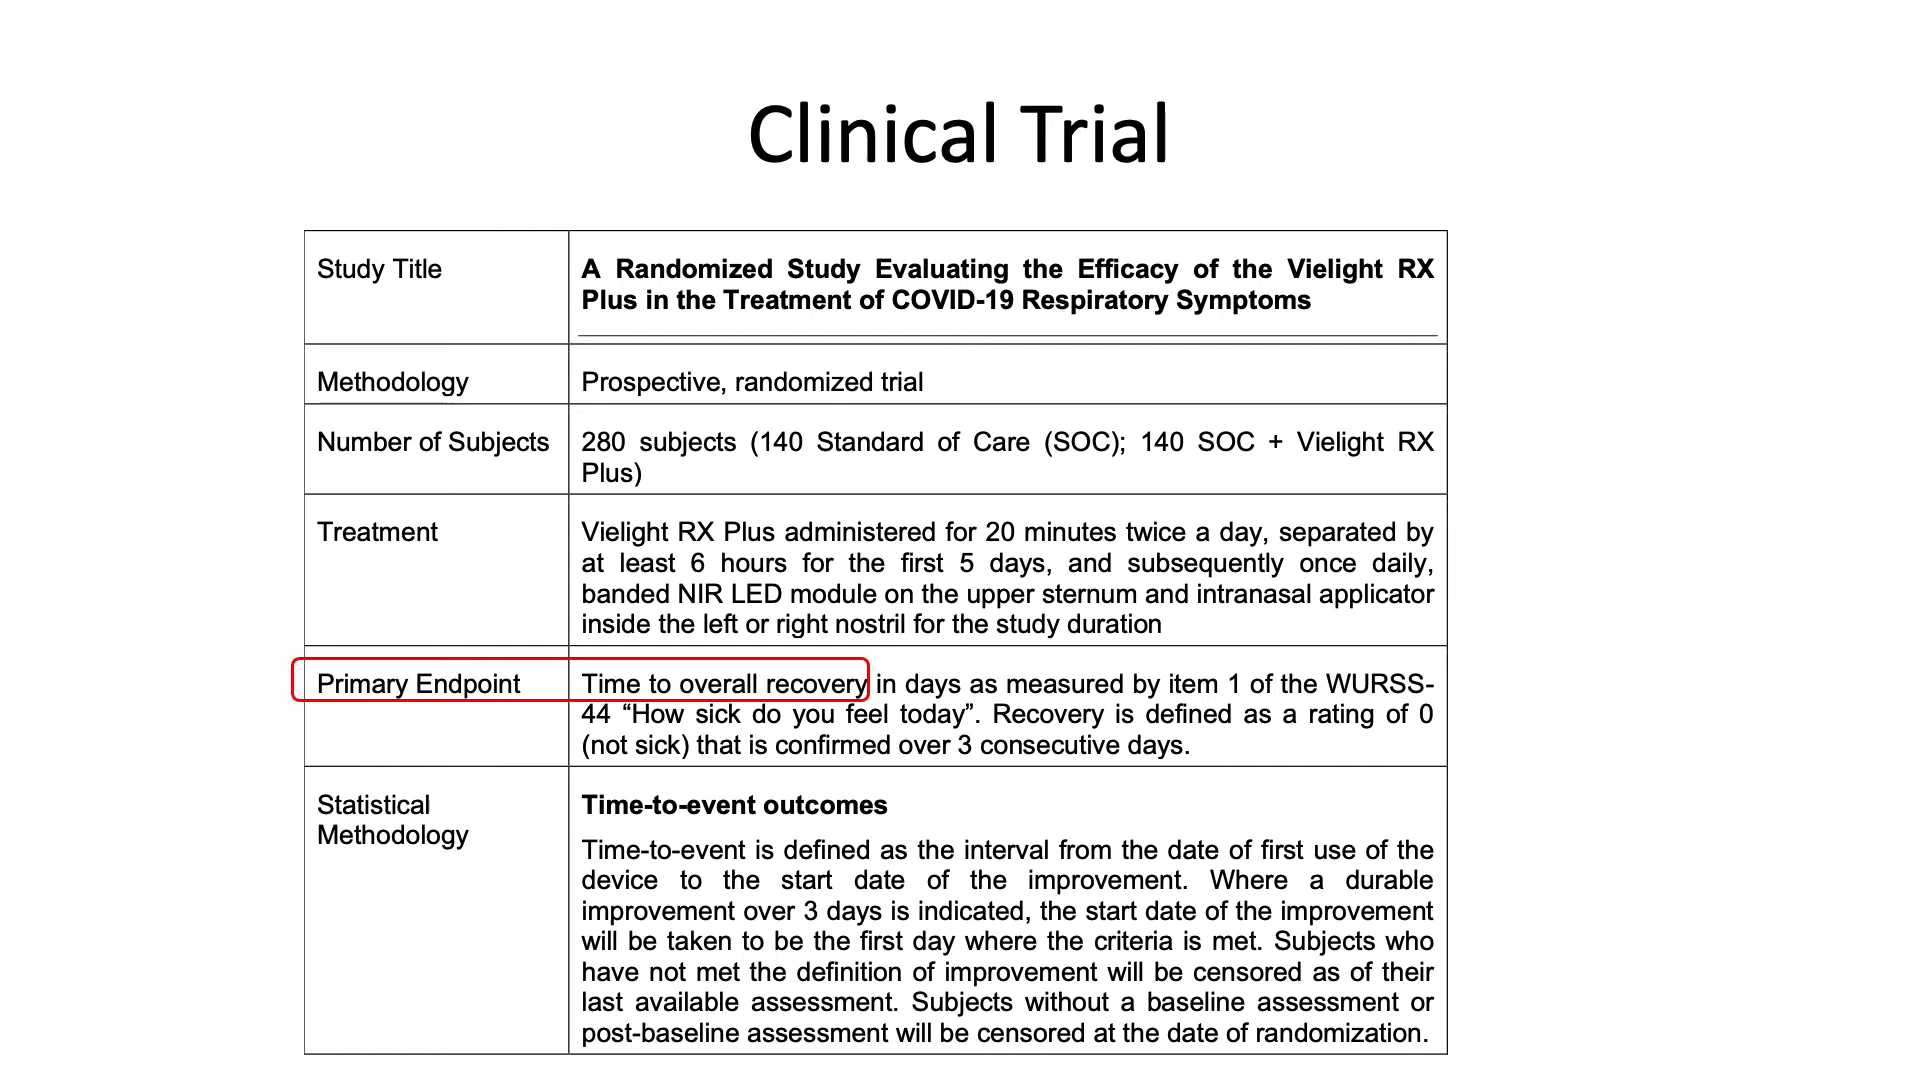 Clinical Trial
Study Title
A Randomized Study Evaluating the Efficacy of the Vielight RX
Plus in the Treatment of COVID-19 Respiratory Symptoms
Methodology
Prospective, randomized trial
Number of Subjects
280 subjects (140 Standard of Care (SOC); 140 SOC + Vielight RX
Plus)
Treatment
Vielight RX Plus administered for 20 minutes twice a day, separated by
at least 6 hours for the first 5 days, and subsequently once daily,
banded NIR LED module on the upper sternum and intranasal applicator
inside the left or right nostril for the study duration
Primary Endpoint
Time to overall recovery in days as measured by item 1 of the WURSS-
44 “How sick do you feel today”. Recovery is defined as a rating of 0
(not sick) that is confirmed over 3 consecutive days.
Statistical
Methodology
Time-to-event outcomes
Time-to-event is defined as the interval from the date of first use of the
device to the start date of the improvement. Where a durable
improvement over 3 days is indicated, the start date of the improvement
will be taken to be the first day where the criteria is met. Subjects who
have not met the definition of improvement will be censored as of their
last available assessment. Subjects without a baseline assessment or
post-baseline assessment will be censored at the date of randomization.